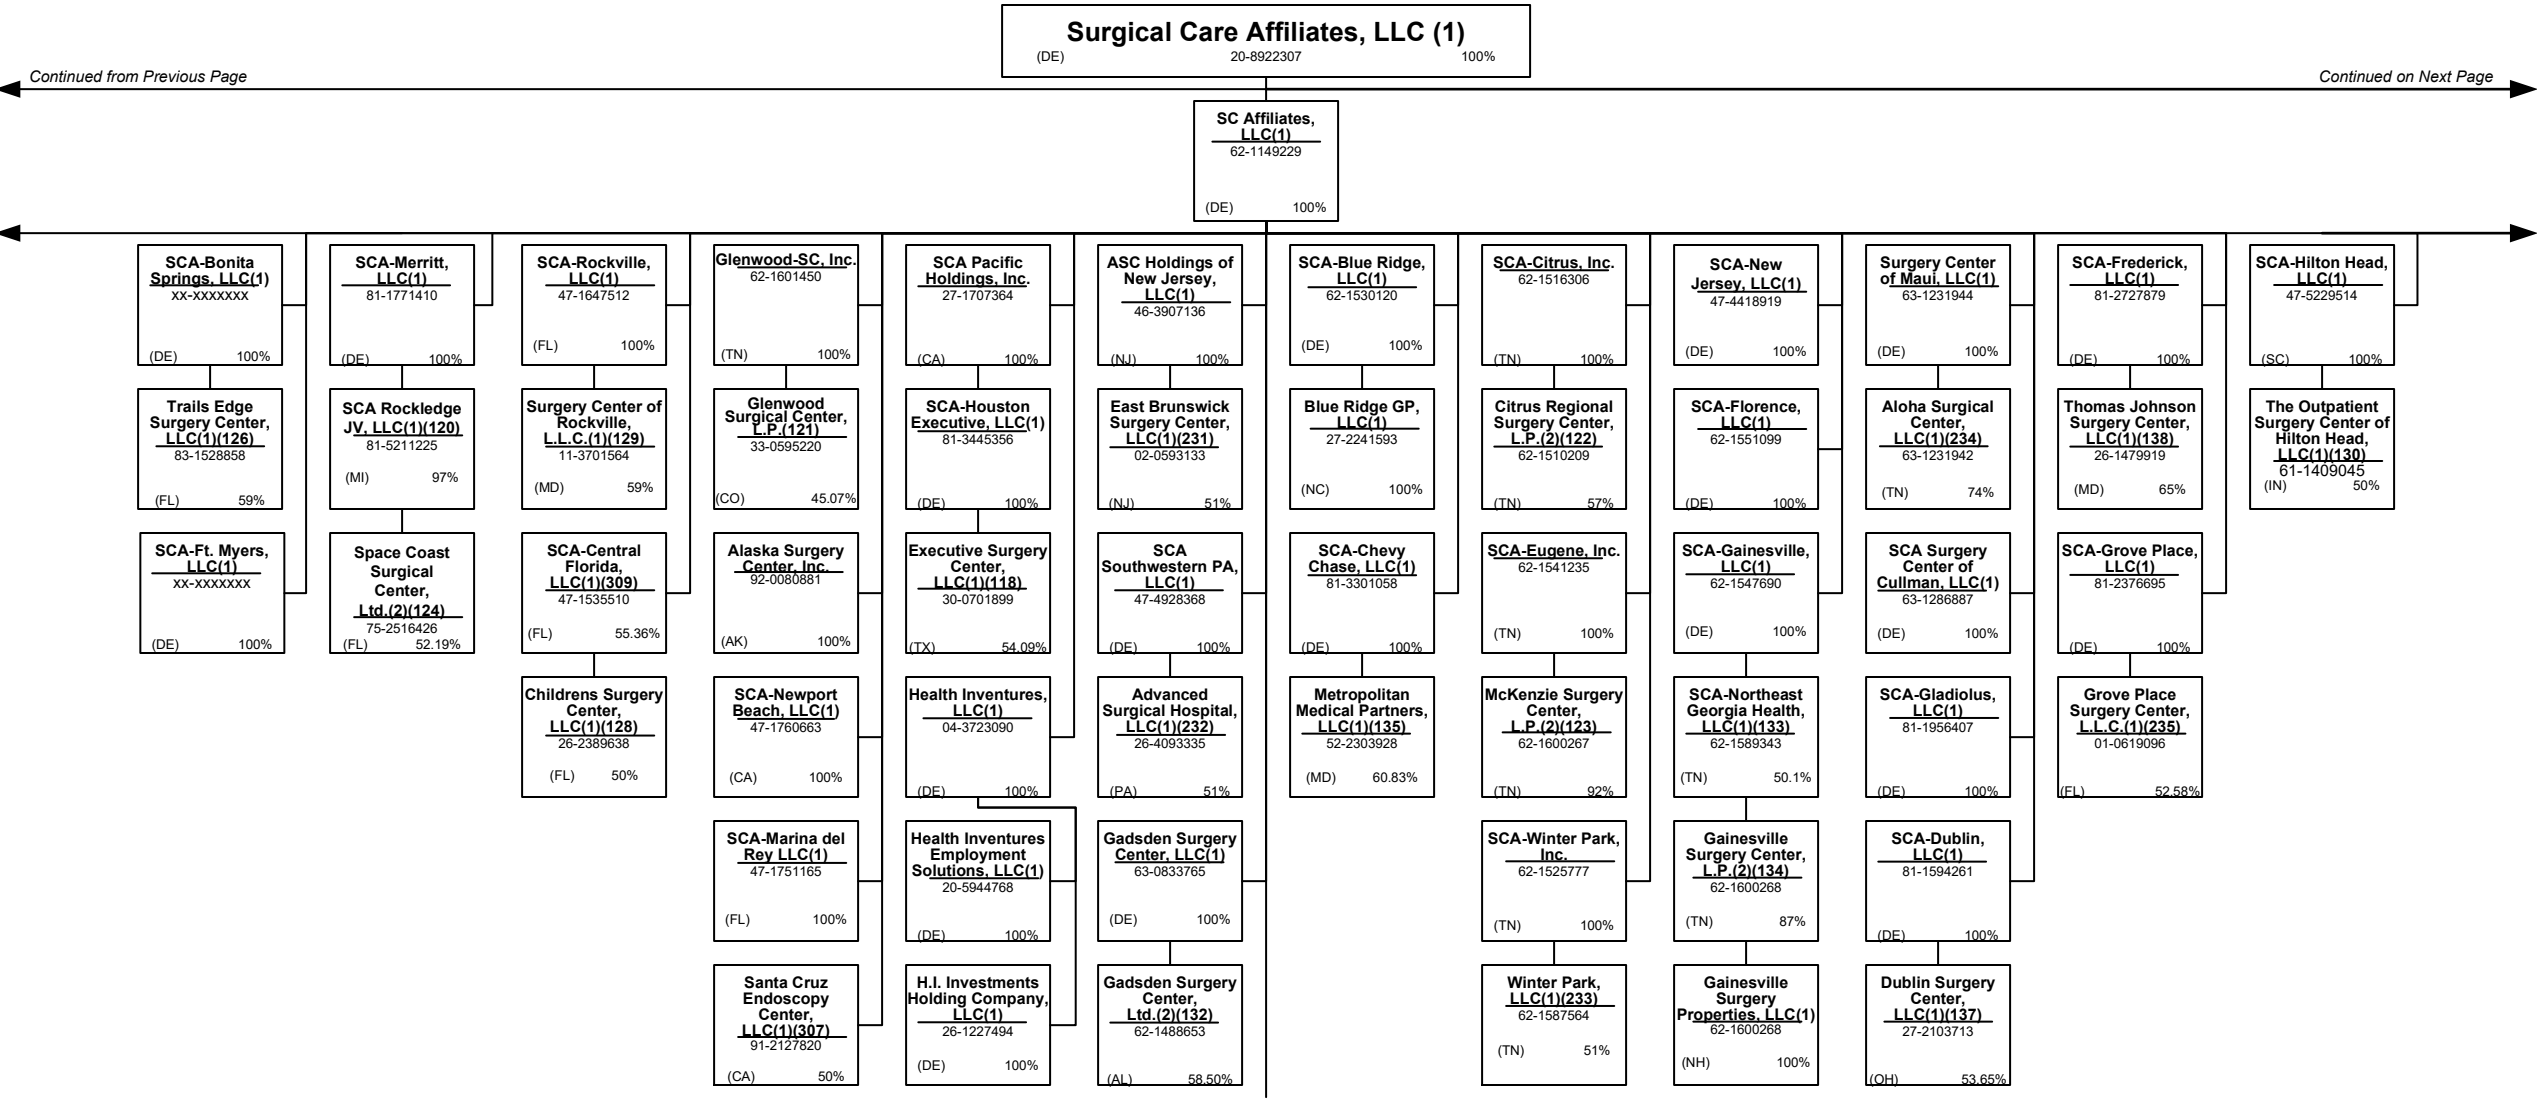 Surgical Care Affiliates, LLC (1)
(DE) 20-8922307 100%
Continued from Previous Page
Continued on Next Page
SC Affiliates,
LLC(1)
62-1149229
(DE) 100%
SCA-Bonita
Springs, LLC(1)
xx-xxxxxxx
(DE) 100%
Trails Edge
Surgery Center,
LLC(1)(126)
83-1528858
(FL) 59%
SCA-Ft. Myers,
LLC(1)
xx-xxxxxxx
(DE) 100%
SCA-Merritt,
LLC(1)
81-1771410
(DE) 100%
SCA Rockledge
JV, LLC(1)(120)
81-5211225
(MI) 97%
Space Coast
Surgical
Center,
Ltd.(2)(124)
75-2516426
(FL) 52.19%
SCA-Rockville,
LLC(1)
47-1647512
(FL) 100%
Surgery Center of
Rockville,
L.L.C.(1)(129)
11-3701564
(MD) 59%
SCA-Central
Florida,
LLC(1)(309)
47-1535510
(FL) 55.36%
Childrens Surgery
Center,
LLC(1)(128)
26-2389638
(FL) 50%
Glenwood-SC, Inc.
62-1601450
(TN) 100%
Glenwood
Surgical Center,
L.P.(121)
33-0595220
(CO) 45.07%
Alaska Surgery
Center, Inc.
92-0080881
(AK) 100%
SCA-Newport
Beach, LLC(1)
47-1760663
(CA) 100%
SCA-Marina del
Rey LLC(1)
47-1751165
(FL) 100%
Santa Cruz
Endoscopy
Center,
LLC(1)(307)
91-2127820
(CA) 50%
SCA Pacific
Holdings, Inc.
27-1707364
(CA) 100%
SCA-Houston
Executive, LLC(1)
81-3445356
(DE) 100%
Executive Surgery
Center,
LLC(1)(118)
30-0701899
(TX) 54.09%
Health Inventures,
LLC(1)
04-3723090
(DE) 100%
Health Inventures
Employment
Solutions, LLC(1)
20-5944768
(DE) 100%
H.I. Investments
Holding Company,
LLC(1)
26-1227494
(DE) 100%
ASC Holdings of
New Jersey,
LLC(1)
46-3907136
(NJ) 100%
East Brunswick
Surgery Center,
LLC(1)(231)
02-0593133
(NJ) 51%
SCA
Southwestern PA,
LLC(1)
47-4928368
(DE) 100%
Advanced
Surgical Hospital,
LLC(1)(232)
26-4093335
(PA) 51%
Gadsden Surgery
Center, LLC(1)
63-0833765
(DE) 100%
Gadsden Surgery
Center,
Ltd.(2)(132)
62-1488653
(AL) 58.50%
SCA-Blue Ridge,
LLC(1)
62-1530120
(DE) 100%
Blue Ridge GP,
LLC(1)
27-2241593
(NC) 100%
SCA-Chevy
Chase, LLC(1)
81-3301058
(DE) 100%
Metropolitan
Medical Partners,
LLC(1)(135)
52-2303928
(MD) 60.83%
SCA-Citrus, Inc.
62-1516306
(TN) 100%
Citrus Regional
Surgery Center,
L.P.(2)(122)
62-1510209
(TN) 57%
SCA-Eugene, Inc.
62-1541235
(TN) 100%
McKenzie Surgery
Center,
L.P.(2)(123)
62-1600267
(TN) 92%
SCA-Winter Park,
Inc.
62-1525777
(TN) 100%
Winter Park,
LLC(1)(233)
62-1587564
(TN) 51%
SCA-New
Jersey, LLC(1)
47-4418919
(DE) 100%
SCA-Florence,
LLC(1)
62-1551099
(DE) 100%
SCA-Gainesville,
LLC(1)
62-1547690
(DE) 100%
SCA-Northeast
Georgia Health,
LLC(1)(133)
62-1589343
(TN) 50.1%
Gainesville
Surgery Center,
L.P.(2)(134)
62-1600268
(TN) 87%
Gainesville
Surgery
Properties, LLC(1)
62-1600268
(NH) 100%
Surgery Center
of Maui, LLC(1)
63-1231944
(DE) 100%
Aloha Surgical
Center,
LLC(1)(234)
63-1231942
(TN) 74%
SCA Surgery
Center of
Cullman, LLC(1)
63-1286887
(DE) 100%
SCA-Gladiolus,
LLC(1)
81-1956407
(DE) 100%
SCA-Dublin,
LLC(1)
81-1594261
(DE) 100%
Dublin Surgery
Center,
LLC(1)(137)
27-2103713
(OH) 53.65%
SCA-Frederick,
LLC(1)
81-2727879
(DE) 100%
Thomas Johnson
Surgery Center,
LLC(1)(138)
26-1479919
(MD) 65%
SCA-Grove Place,
LLC(1)
81-2376695
(DE) 100%
Grove Place
Surgery Center,
L.L.C.(1)(235)
01-0619096
(FL) 52.58%
SCA-Hilton Head,
LLC(1)
47-5229514
(SC) 100%
The Outpatient
Surgery Center of
Hilton Head,
LLC(1)(130)
61-1409045
(IN) 50%